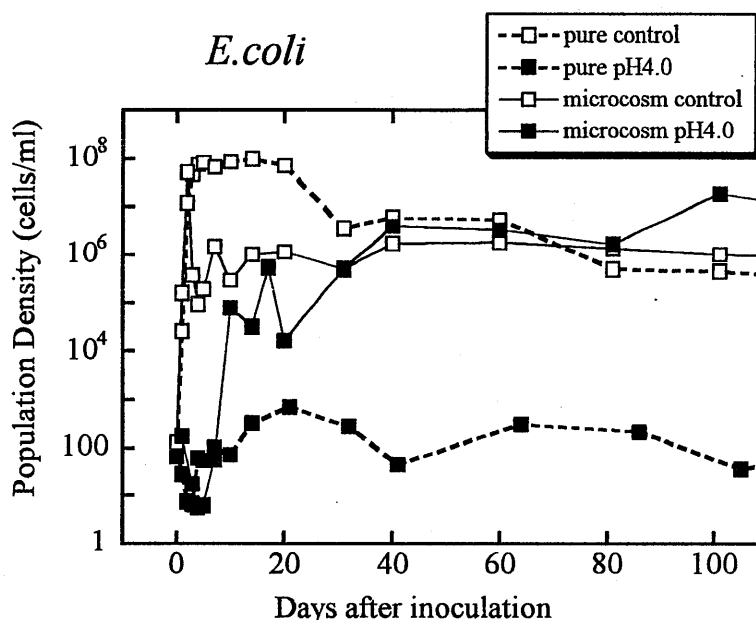 E.coli
pure control
pure pH4.0
microcosm control
microcosm pH4.0
Population Density (cells/ml)
10^8
10^6
10^4
100
1
0 20 40 60 80 100
Days after inoculation